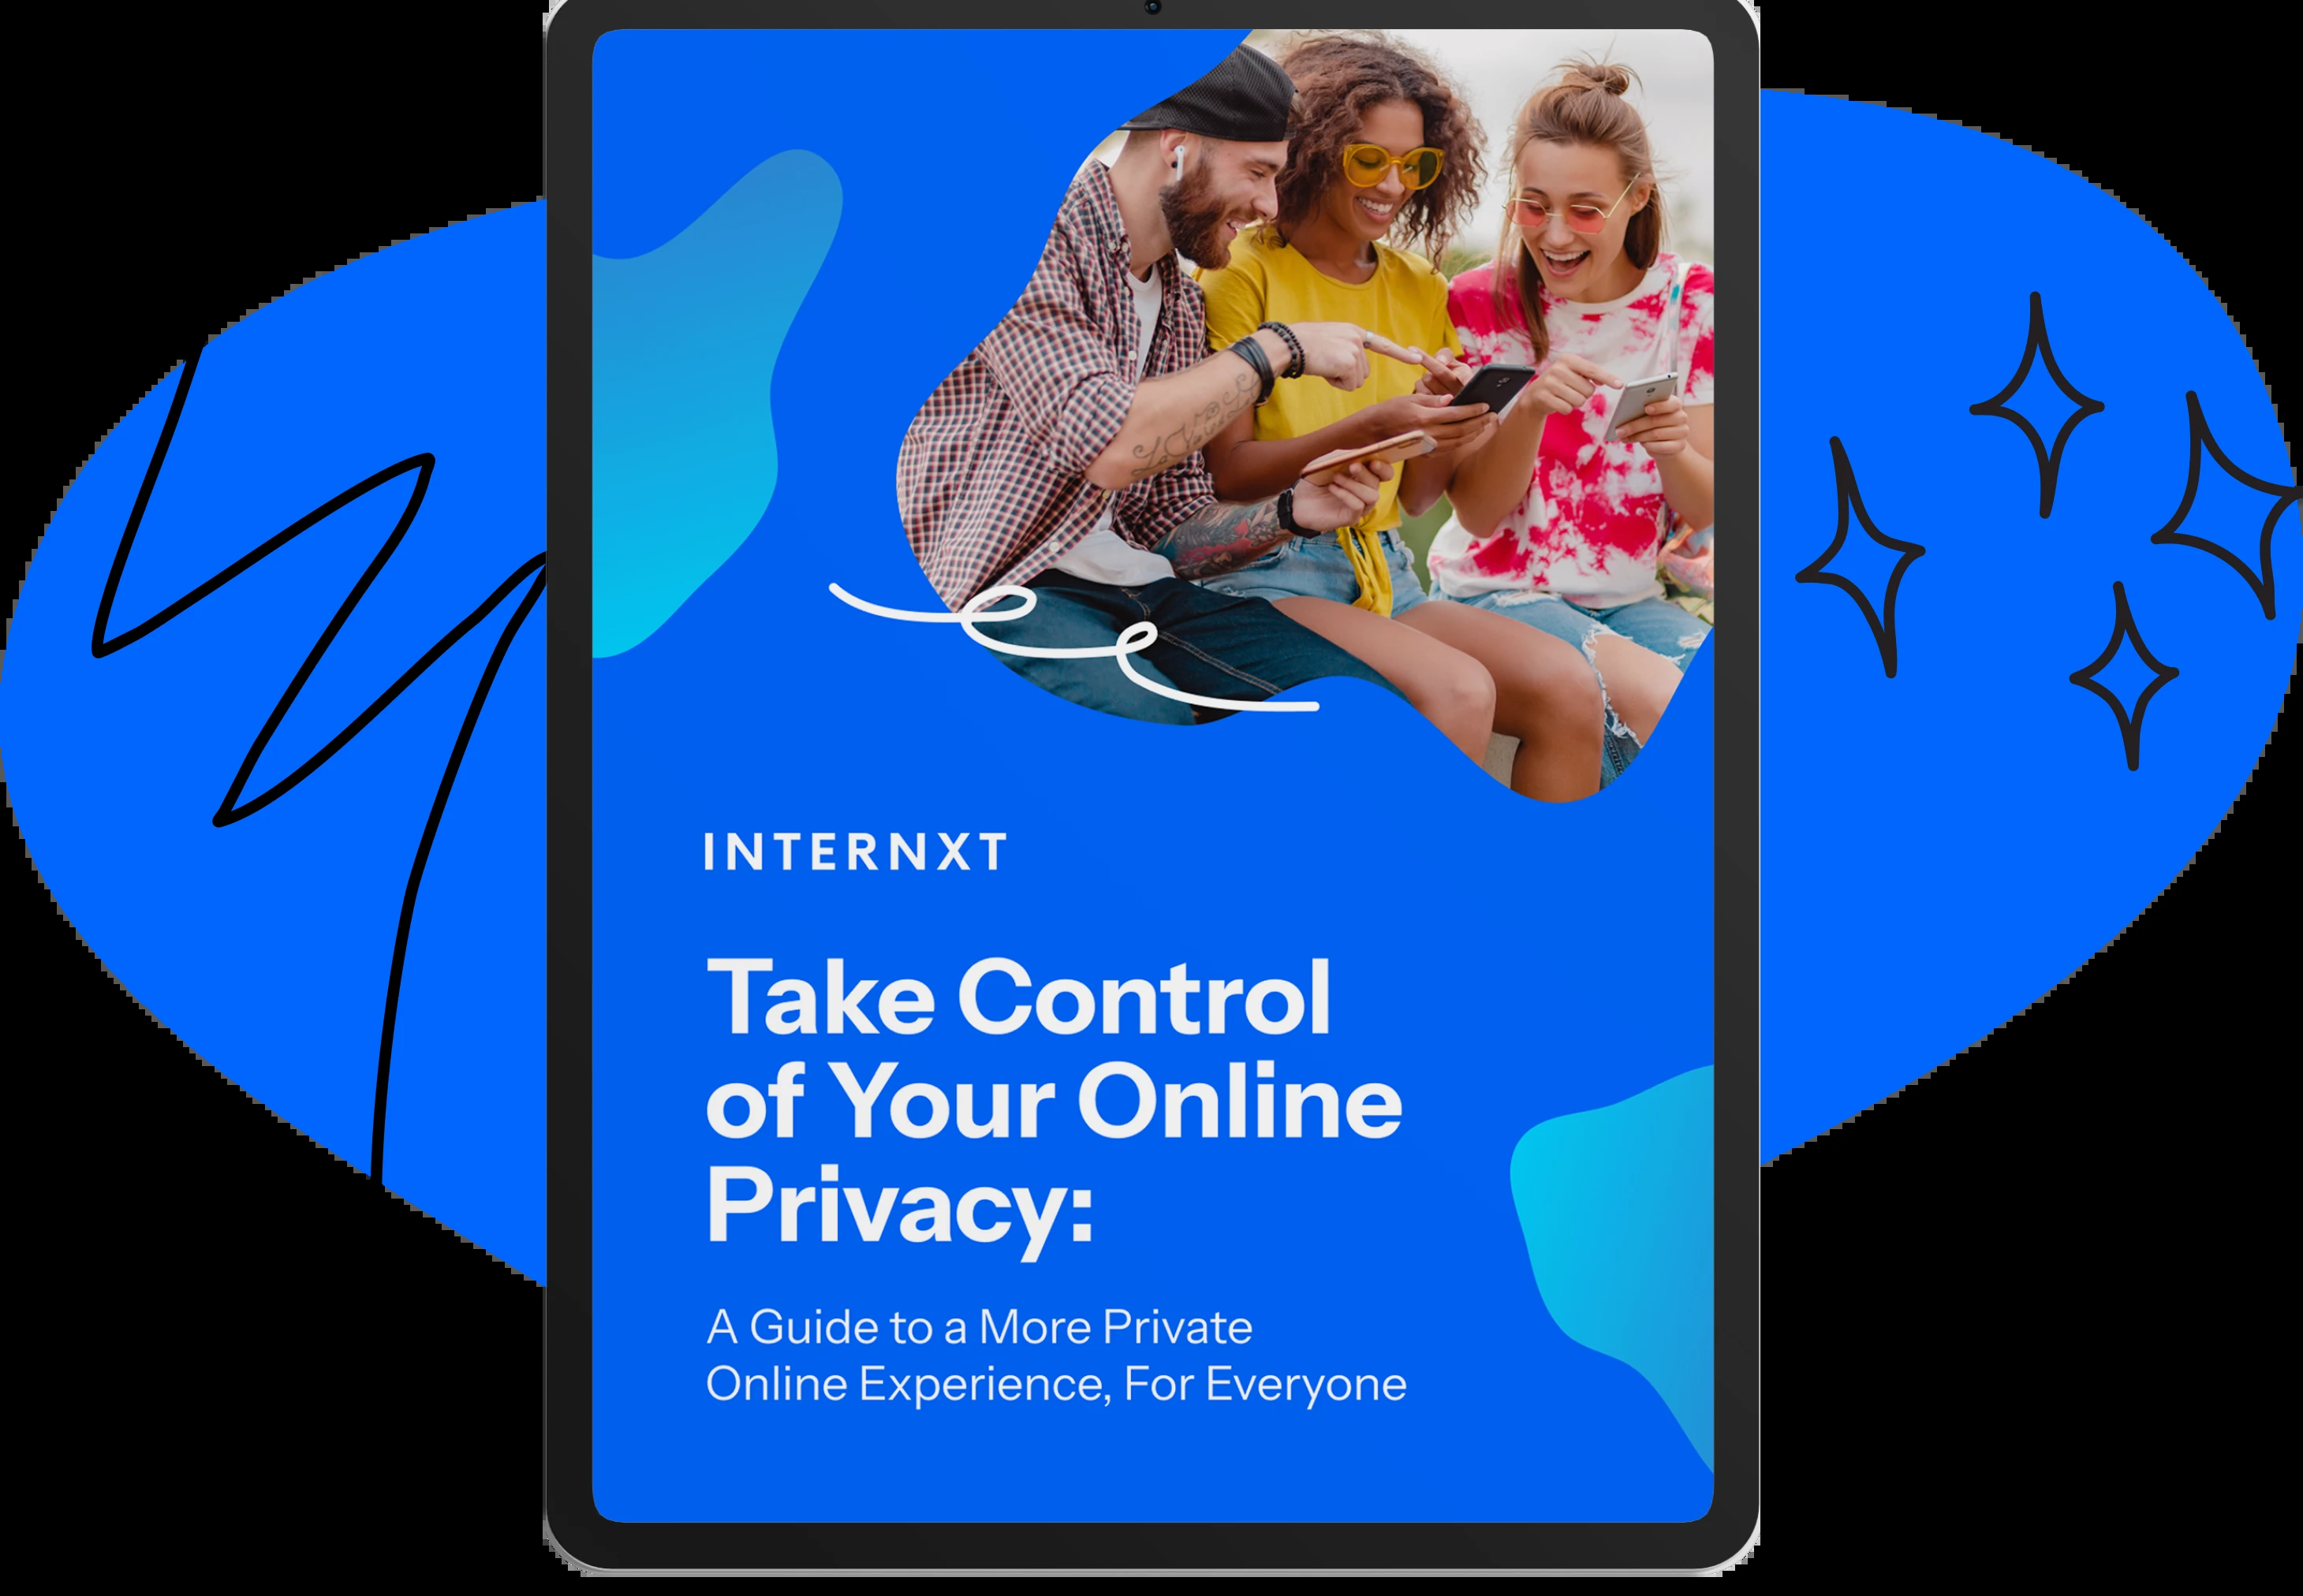 INTERNXT
Take Control
of Your Online
Privacy:
A Guide to a More Private
Online Experience, For Everyone